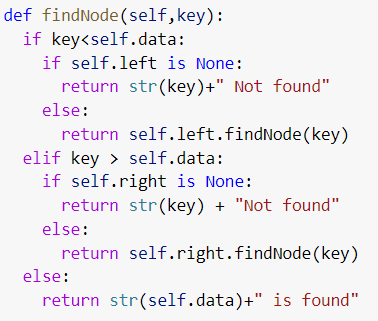 def findNode(self,key):
  if key<self.data:
    if self.left is None:
      return str(key)+" Not found"
    else:
      return self.left.findNode(key)
  elif key > self.data:
    if self.right is None:
      return str(key) + "Not found"
    else:
      return self.right.findNode(key)
  else:
    return str(self.data)+" is found"